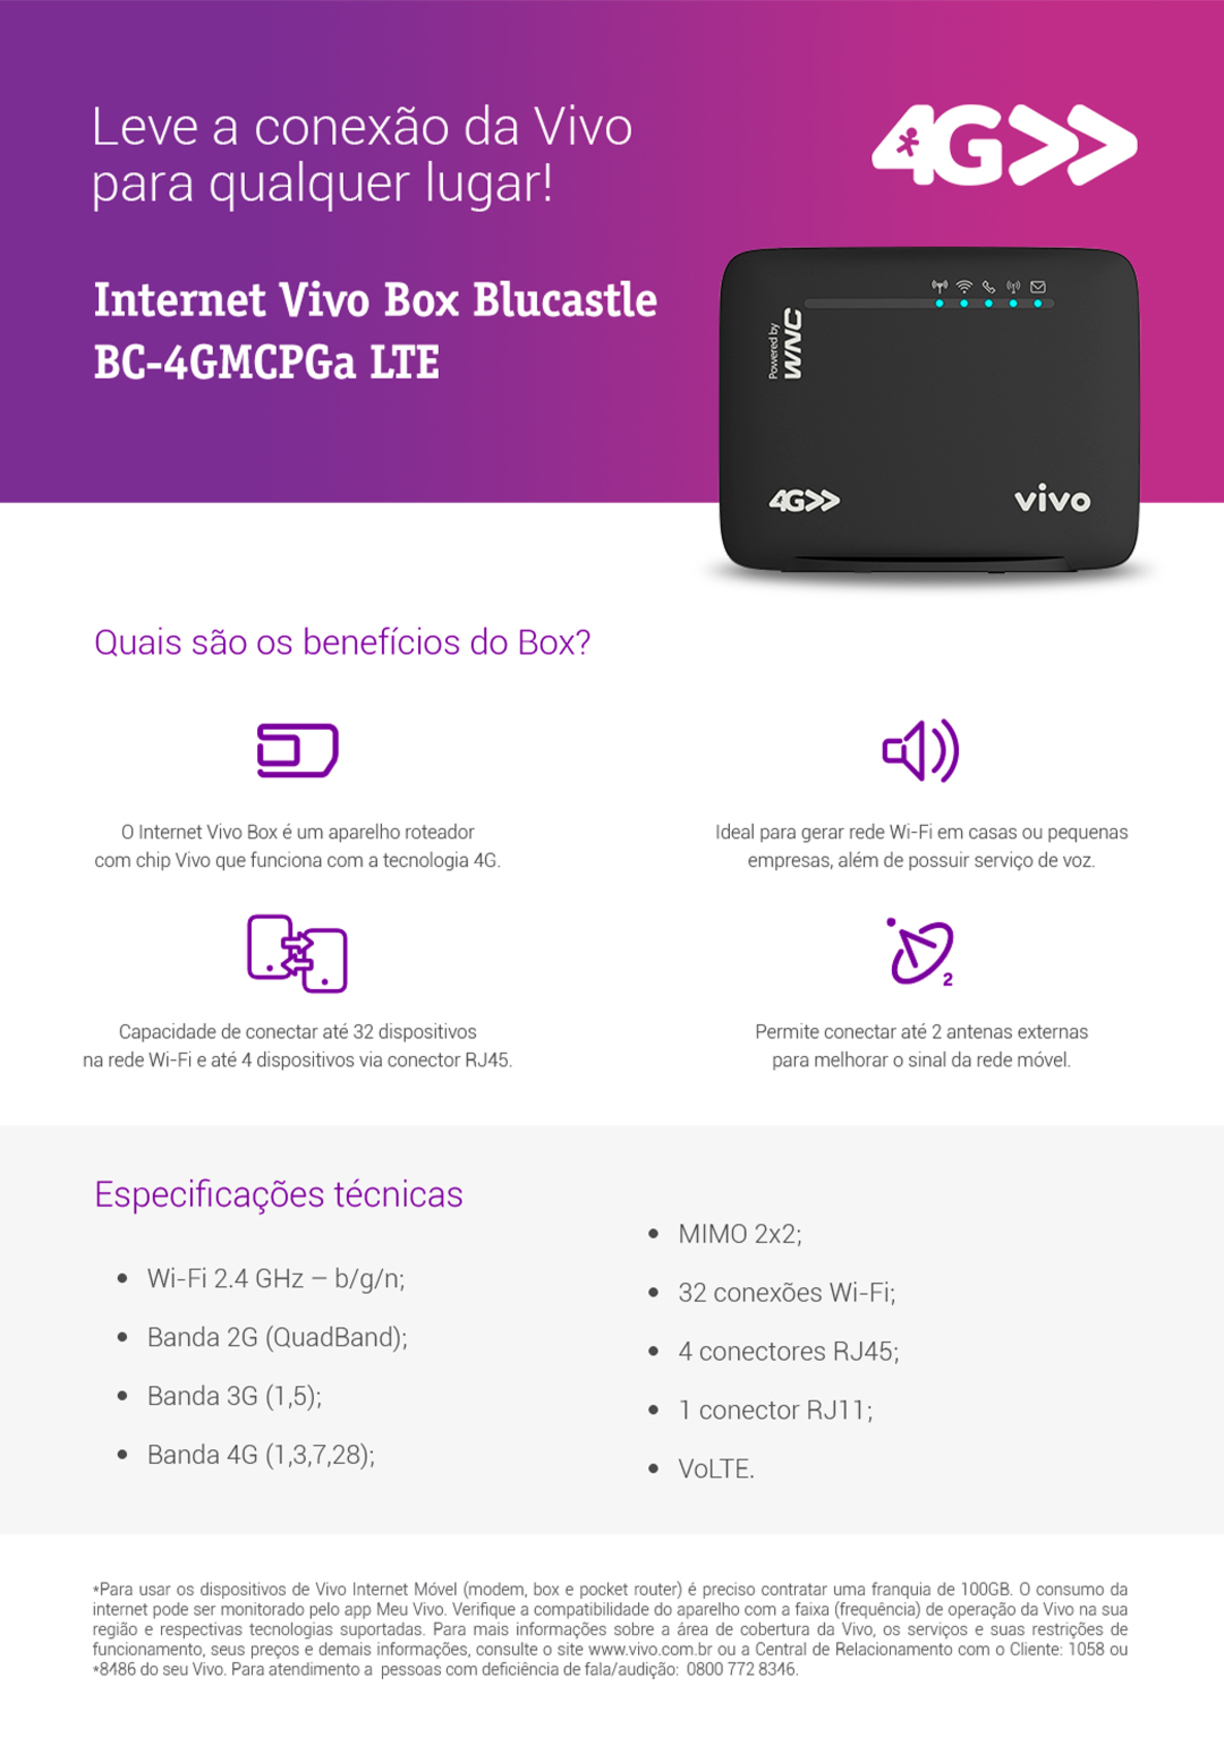 Leve a conexão da Vivo
para qualquer lugar!
4G
Internet Vivo Box Blucastle
BC-4GMCPGa LTE
Powered by
WNC
4G
vivo
Quais são os benefícios do Box?
O Internet Vivo Box é um aparelho roteador
com chip Vivo que funciona com a tecnologia 4G.
Ideal para gerar rede Wi-Fi em casas ou pequenas
empresas, além de possuir serviço de voz.
2
Capacidade de conectar até 32 dispositivos
na rede Wi-Fi e até 4 dispositivos via conector RJ45.
Permite conectar até 2 antenas externas
para melhorar o sinal da rede móvel.
Especificações técnicas
• Wi-Fi 2.4 GHz – b/g/n;
• Banda 2G (QuadBand);
• Banda 3G (1,5);
• Banda 4G (1,3,7,28);
• MIMO 2x2;
• 32 conexões Wi-Fi;
• 4 conectores RJ45;
• 1 conector RJ11;
• VoLTE.
*Para usar os dispositivos de Vivo Internet Móvel (modem, box e pocket router) é preciso contratar uma franquia de 100GB. O consumo da
internet pode ser monitorado pelo app Meu Vivo. Verifique a compatibilidade do aparelho com a faixa (frequência) de operação da Vivo na sua
região e respectivas tecnologias suportadas. Para mais informações sobre a área de cobertura da Vivo, os serviços e suas restrições de
funcionamento, seus preços e demais informações, consulte o site www.vivo.com.br ou a Central de Relacionamento com o Cliente: 1058 ou
*8486 do seu Vivo. Para atendimento a pessoas com deficiência de fala/audição: 0800 772 8346.